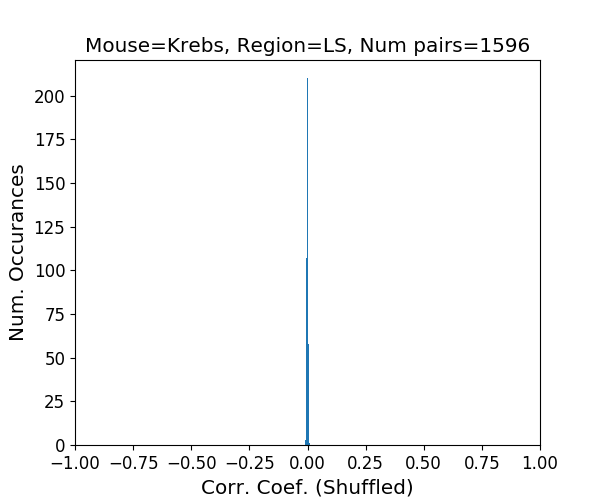 Mouse=Krebs, Region=LS, Num pairs=1596
Num. Occurances
200
175
150
125
100
75
50
25
0
−1.00 −0.75 −0.50 −0.25 0.00 0.25 0.50 0.75 1.00
Corr. Coef. (Shuffled)